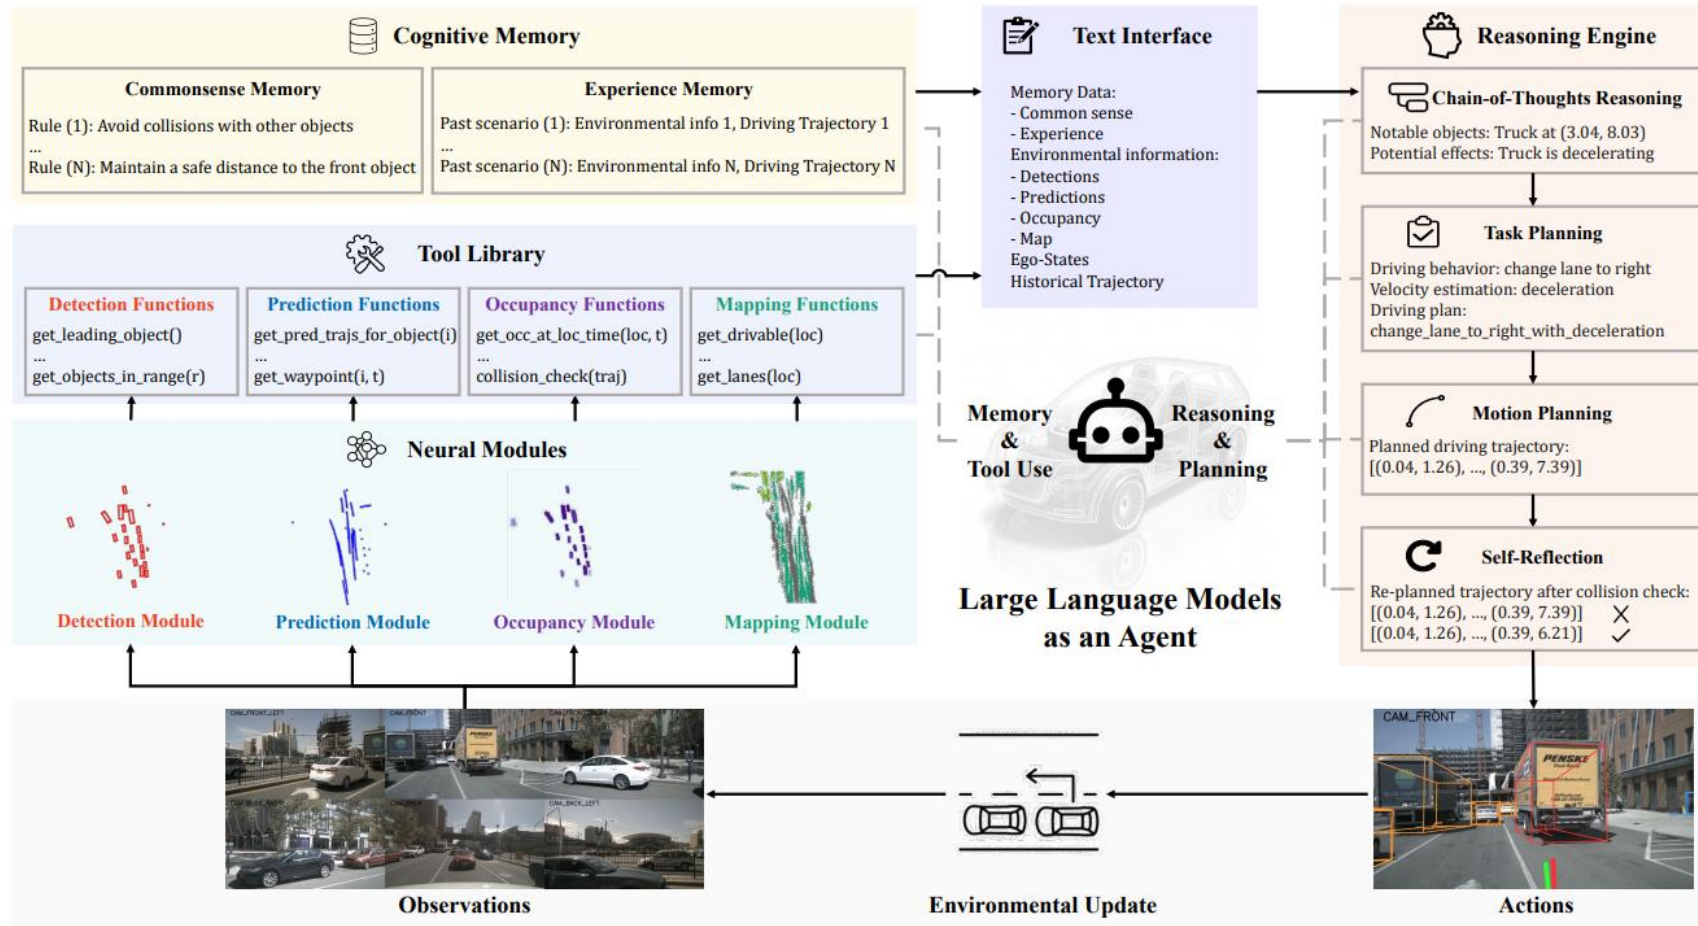 Cognitive Memory
Commonsense Memory
Rule (1): Avoid collisions with other objects
...
Rule (N): Maintain a safe distance to the front object
Experience Memory
Past scenario (1): Environmental info 1, Driving Trajectory 1
...
Past scenario (N): Environmental info N, Driving Trajectory N
Tool Library
Detection Functions
get_leading_object()
...
get_objects_in_range(r)
Prediction Functions
get_pred_trajs_for_object(i)
...
get_waypoint(i, t)
Occupancy Functions
get_occ_at_loc_time(loc, t)
...
collision_check(traj)
Mapping Functions
get_drivable(loc)
...
get_lanes(loc)
Neural Modules
Detection Module
Prediction Module
Occupancy Module
Mapping Module
Text Interface
Memory Data:
- Common sense
- Experience
Environmental information:
- Detections
- Predictions
- Occupancy
- Map
Ego-States
Historical Trajectory
Memory
&
Tool Use
Reasoning
&
Planning
Large Language Models
as an Agent
Reasoning Engine
Chain-of-Thoughts Reasoning
Notable objects: Truck at (3.04, 8.03)
Potential effects: Truck is decelerating
Task Planning
Driving behavior: change lane to right
Velocity estimation: deceleration
Driving plan:
change_lane_to_right_with_deceleration
Motion Planning
Planned driving trajectory:
[(0.04, 1.26), ..., (0.39, 7.39)]
Self-Reflection
Re-planned trajectory after collision check:
[(0.04, 1.26), ..., (0.39, 7.39)]
[(0.04, 1.26), ..., (0.39, 6.21)]
CAM_FRONT_LEFT
CAM_FRONT
PENSKE
CAM_BACK
CAM_BACK_LEFT
Observations
Environmental Update
CAM_FRONT
PENSKE
Actions